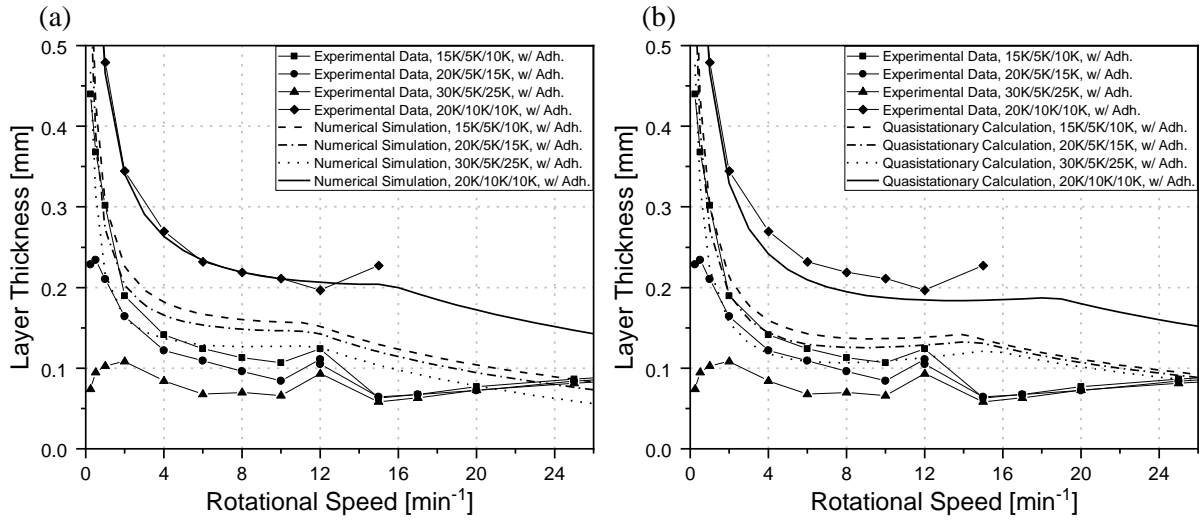 (a)
Layer Thickness [mm]
0.5
0.4
0.3
0.2
0.1
0.0
Experimental Data, 15K/5K/10K, w/ Adh.
Experimental Data, 20K/5K/15K, w/ Adh.
Experimental Data, 30K/5K/25K, w/ Adh.
Experimental Data, 20K/10K/10K, w/ Adh.
Numerical Simulation, 15K/5K/10K, w/ Adh.
Numerical Simulation, 20K/5K/15K, w/ Adh.
Numerical Simulation, 30K/5K/25K, w/ Adh.
Numerical Simulation, 20K/10K/10K, w/ Adh.
0 4 8 12 16 20 24
Rotational Speed [min⁻¹]
(b)
Layer Thickness [mm]
0.5
0.4
0.3
0.2
0.1
0.0
Experimental Data, 15K/5K/10K, w/ Adh.
Experimental Data, 20K/5K/15K, w/ Adh.
Experimental Data, 30K/5K/25K, w/ Adh.
Experimental Data, 20K/10K/10K, w/ Adh.
Quasistationary Calculation, 15K/5K/10K, w/ Adh.
Quasistationary Calculation, 20K/5K/15K, w/ Adh.
Quasistationary Calculation, 30K/5K/25K, w/ Adh.
Quasistationary Calculation, 20K/10K/10K, w/ Adh.
0 4 8 12 16 20 24
Rotational Speed [min⁻¹]